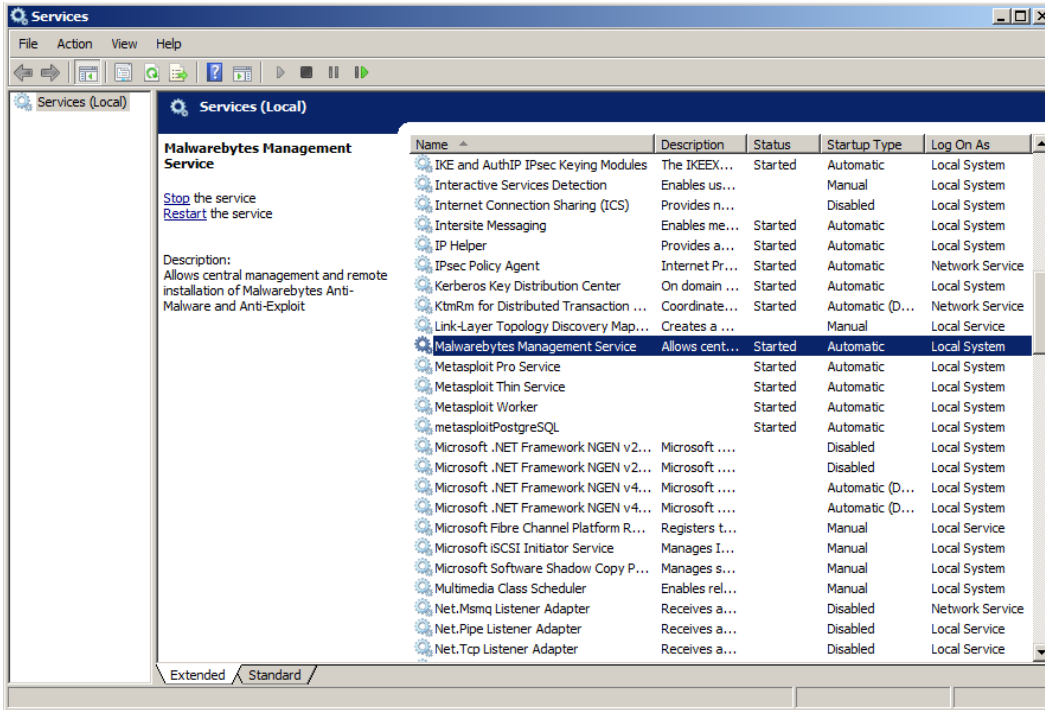 Services
File Action View Help
Services (Local)
Services (Local)
Malwarebytes Management
Service
Stop the service
Restart the service
Description:
Allows central management and remote
installation of Malwarebytes Anti-
Malware and Anti-Exploit
Name Description Status Startup Type Log On As
IKE and AuthIP IPsec Keying Modules The IKEEX... Started Automatic Local System
Interactive Services Detection Enables us... Manual Local System
Internet Connection Sharing (ICS) Provides n... Disabled Local System
Intersite Messaging Enables me... Started Automatic Local System
IP Helper Provides a... Started Automatic Local System
IPsec Policy Agent Internet Pr... Started Automatic Network Service
Kerberos Key Distribution Center On domain ... Started Automatic Local System
KtmRm for Distributed Transaction ... Coordinate... Started Automatic (D... Network Service
Link-Layer Topology Discovery Map... Creates a ... Manual Local Service
Malwarebytes Management Service Allows cent... Started Automatic Local System
Metasploit Pro Service Started Automatic Local System
Metasploit Thin Service Started Automatic Local System
Metasploit Worker Started Automatic Local System
metasploitPostgreSQL Started Automatic Local System
Microsoft .NET Framework NGEN v2... Microsoft .... Disabled Local System
Microsoft .NET Framework NGEN v2... Microsoft .... Disabled Local System
Microsoft .NET Framework NGEN v4... Microsoft .... Automatic (D... Local System
Microsoft .NET Framework NGEN v4... Microsoft .... Automatic (D... Local System
Microsoft Fibre Channel Platform R... Registers t... Manual Local Service
Microsoft iSCSI Initiator Service Manages I... Manual Local System
Microsoft Software Shadow Copy P... Manages s... Manual Local System
Multimedia Class Scheduler Enables rel... Manual Local System
Net.Msmq Listener Adapter Receives a... Disabled Network Service
Net.Pipe Listener Adapter Receives a... Disabled Local Service
Net.Tcp Listener Adapter Receives a... Disabled Local Service
Extended Standard